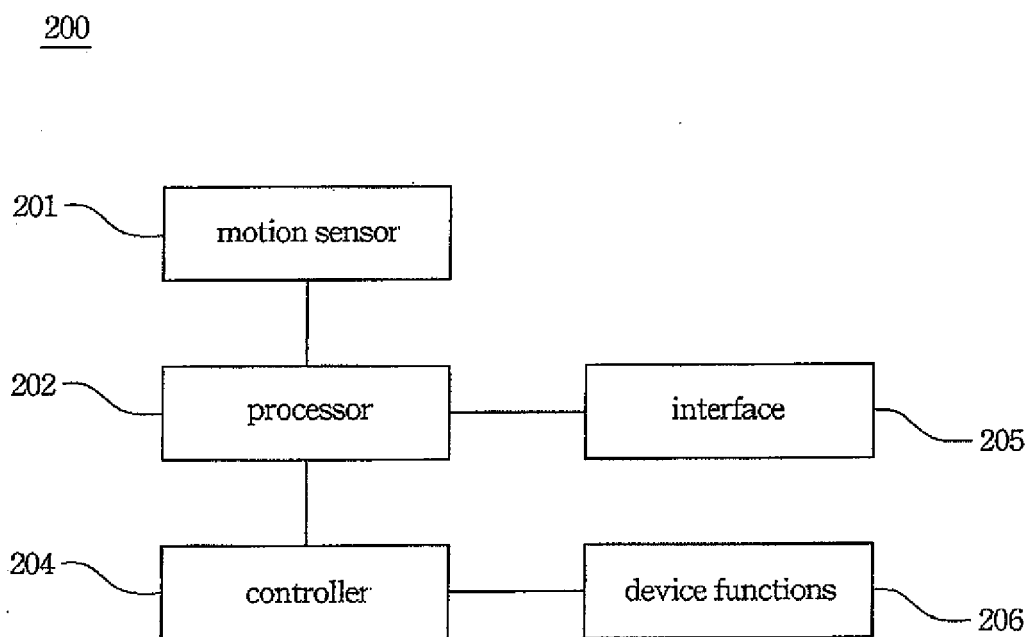 200
201
motion sensor
202
processor
interface
205
204
controller
device functions
206